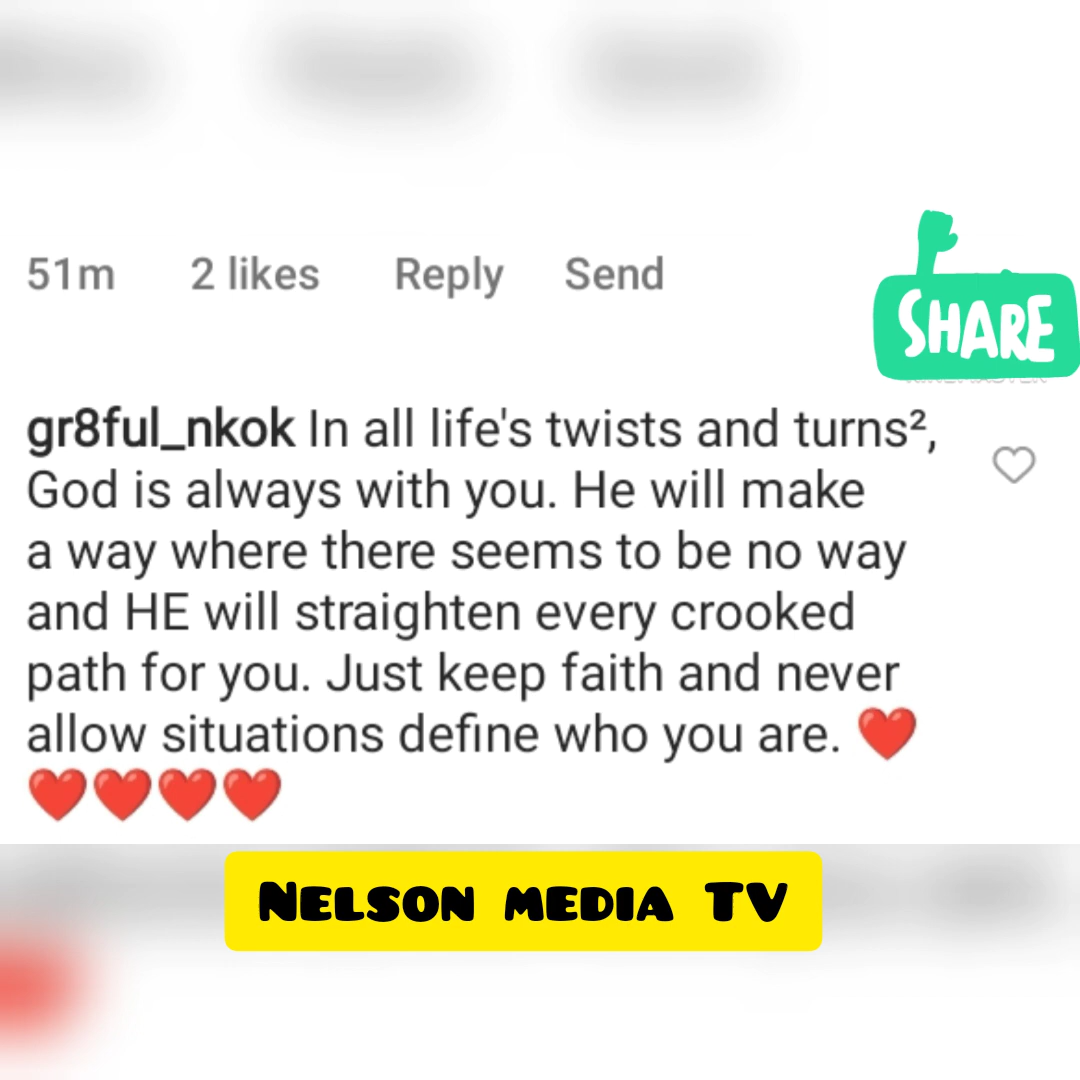 51m 2 likes Reply Send
SHARE
gr8ful_nkok In all life's twists and turns²,
God is always with you. He will make
a way where there seems to be no way
and HE will straighten every crooked
path for you. Just keep faith and never
allow situations define who you are. ❤️
❤️❤️❤️❤️
NELSON MEDIA TV